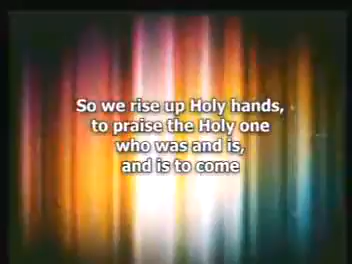 So we rise up Holy hands,
to praise the Holy one
who was and is,
and is to come